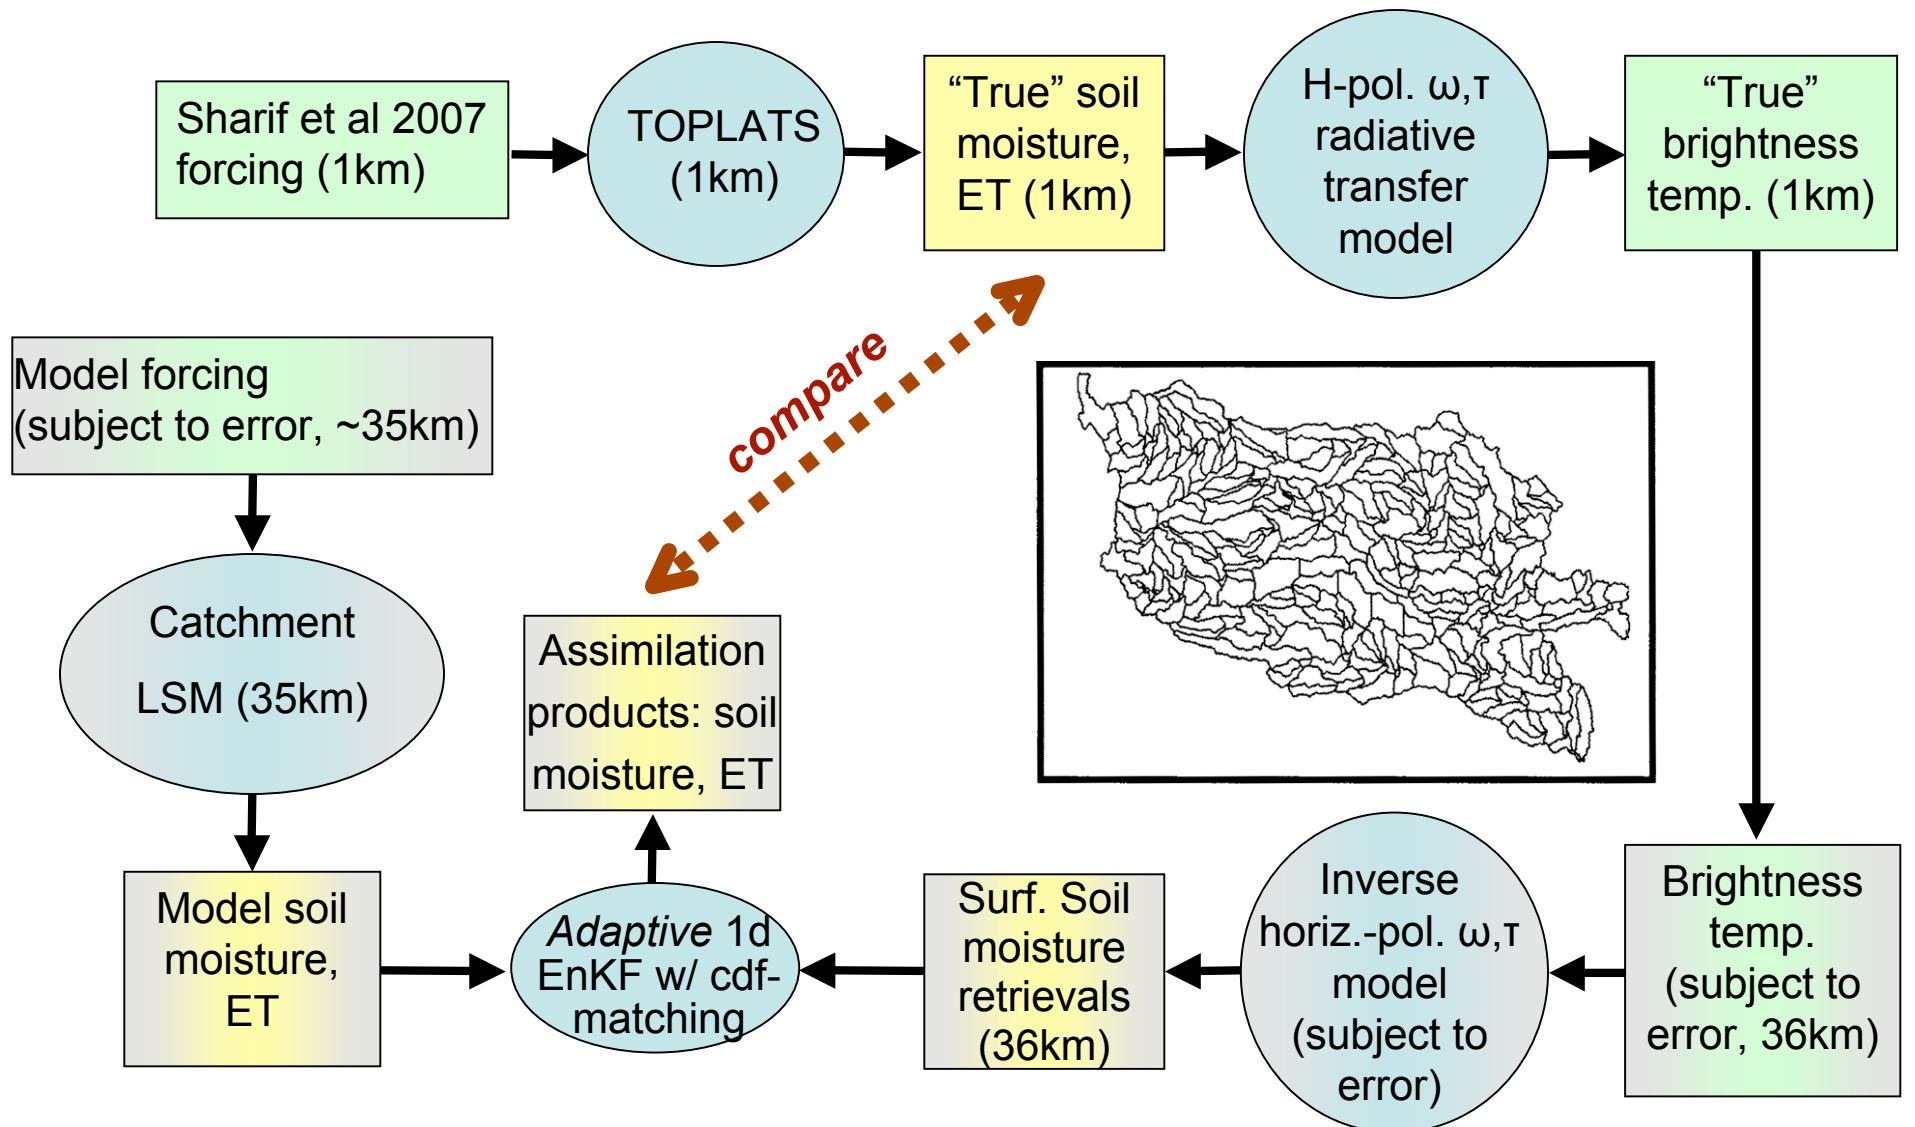 Sharif et al 2007
forcing (1km)
TOPLATS
(1km)
“True” soil
moisture,
ET (1km)
H-pol. ω,τ
radiative
transfer
model
“True”
brightness
temp. (1km)
Model forcing
(subject to error, ~35km)
compare
Catchment
LSM (35km)
Assimilation
products: soil
moisture, ET
Model soil
moisture,
ET
Adaptive 1d
EnKF w/ cdf-
matching
Surf. Soil
moisture
retrievals
(36km)
Inverse
horiz.-pol. ω,τ
model
(subject to
error)
Brightness
temp.
(subject to
error, 36km)